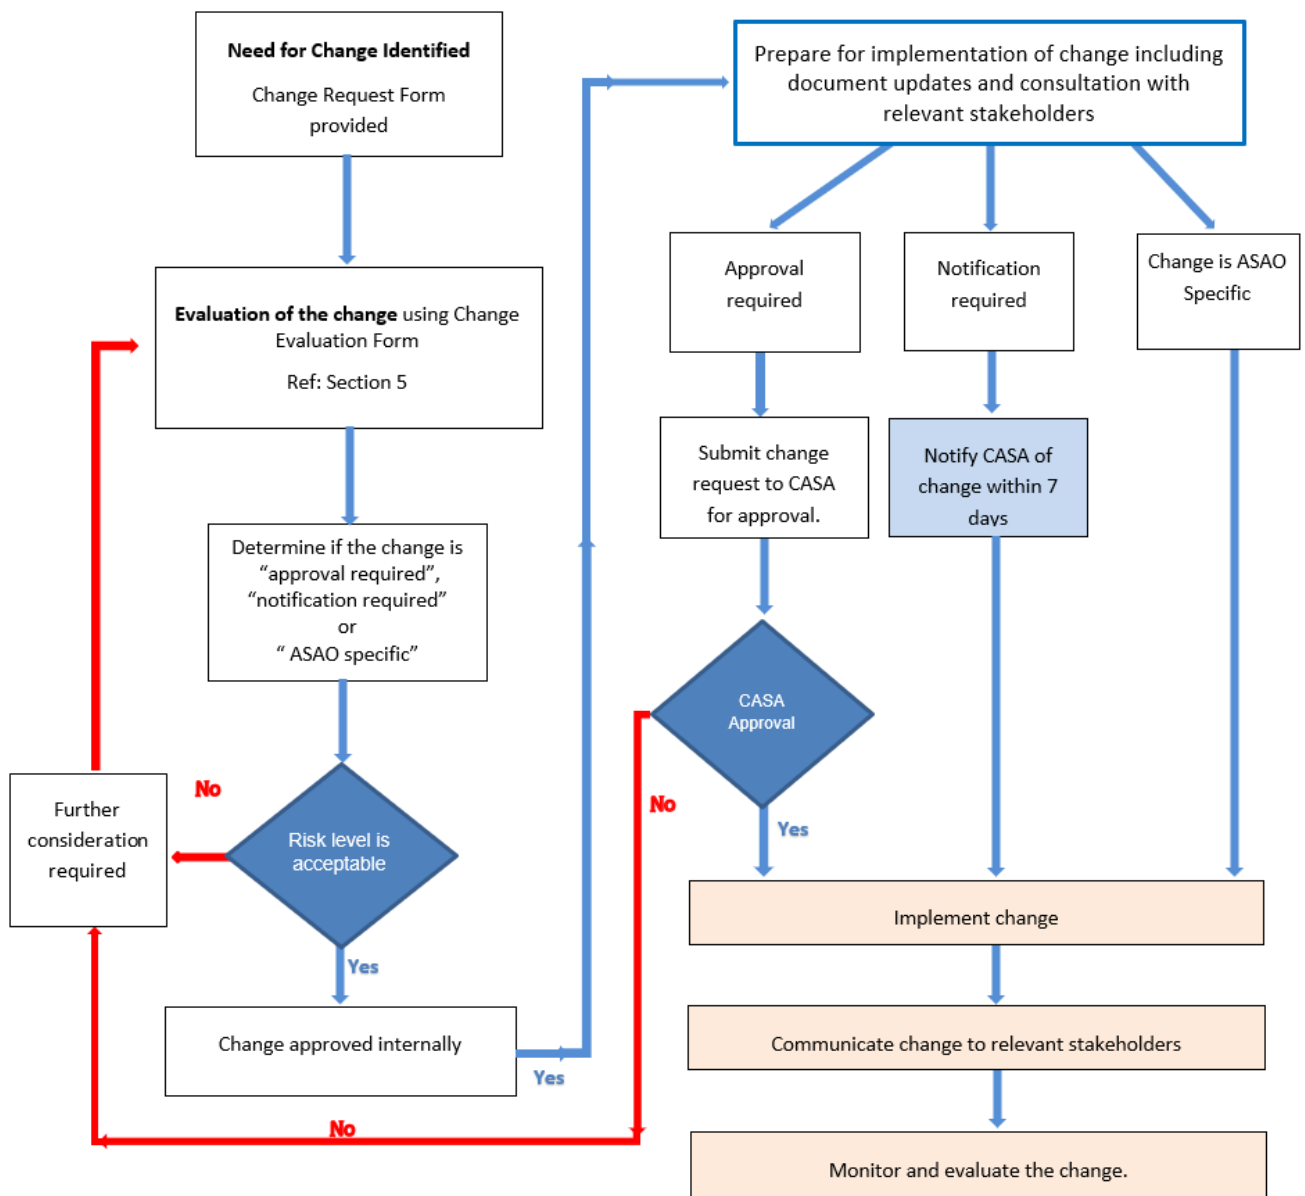 Need for Change Identified
Change Request Form
provided
Evaluation of the change using Change
Evaluation Form
Ref: Section 5
Determine if the change is
“approval required”,
“notification required”
or
“ ASAO specific”
Risk level is
acceptable
No
Further
consideration
required
Yes
Change approved internally
Yes
No
Prepare for implementation of change including
document updates and consultation with
relevant stakeholders
Approval
required
Notification
required
Change is ASAO
Specific
Submit change
request to CASA
for approval.
Notify CASA of
change within 7
days
CASA
Approval
No
Yes
Implement change
Communicate change to relevant stakeholders
Monitor and evaluate the change.